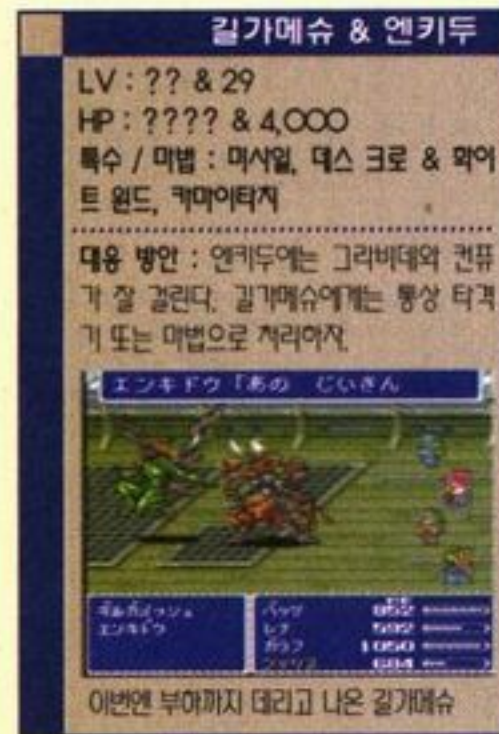 길가메슈 & 엔키두
LV : ?? & 29
HP : ???? & 4,000
특수 / 마법 : 미사일, 데스 크로 & 화이
트 윈드, 카마이타치
대응 방안 : 엔키두에는 그라비데와 컨퓨
가 잘 걸린다. 길가메슈에게는 통상 타격
기 또는 마법으로 처리하자.
エンキドウ「あの じいさん
ギルガメッシュ
エンキドウ
バッツ 852
レナ 592
ガラフ 1050
684
이번엔 부하까지 데리고 나온 길가메슈